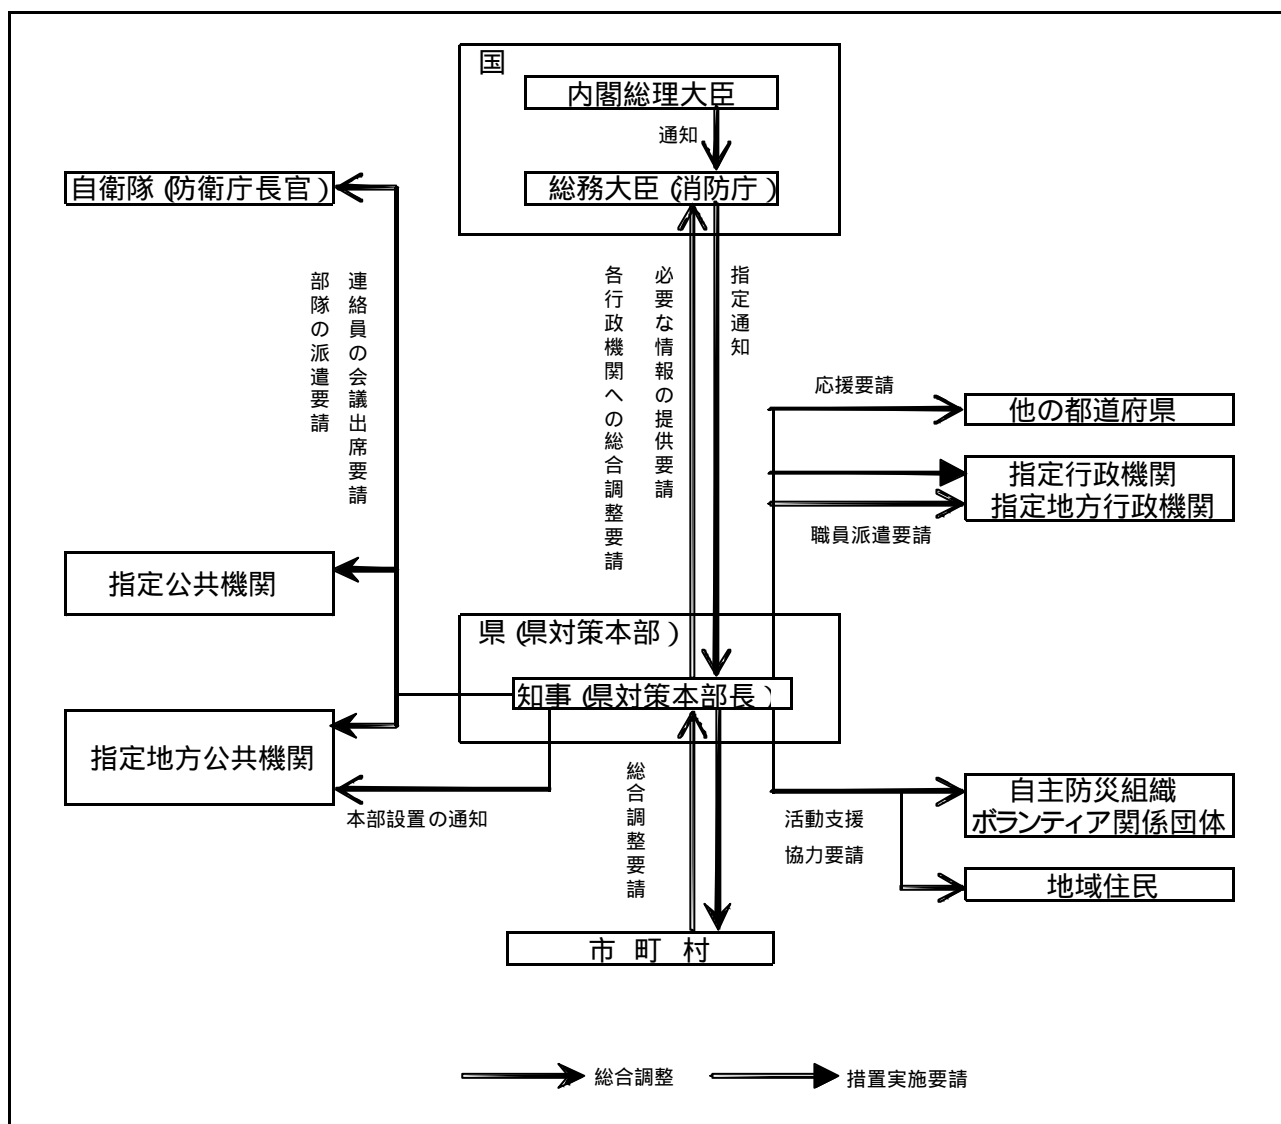 国
内閣総理大臣
通知
総務大臣(消防庁)
自衛隊(防衛庁長官)
連絡員の会議出席要請
部隊の派遣要請
指定通知
必要な情報の提供要請
各行政機関への総合調整要請
応援要請
他の都道府県
指定行政機関
指定地方行政機関
職員派遣要請
指定公共機関
県(県対策本部)
知事(県対策本部長)
指定地方公共機関
本部設置の通知
総合調整要請
活動支援
協力要請
自主防災組織
ボランティア関係団体
地域住民
市町村
総合調整
措置実施要請